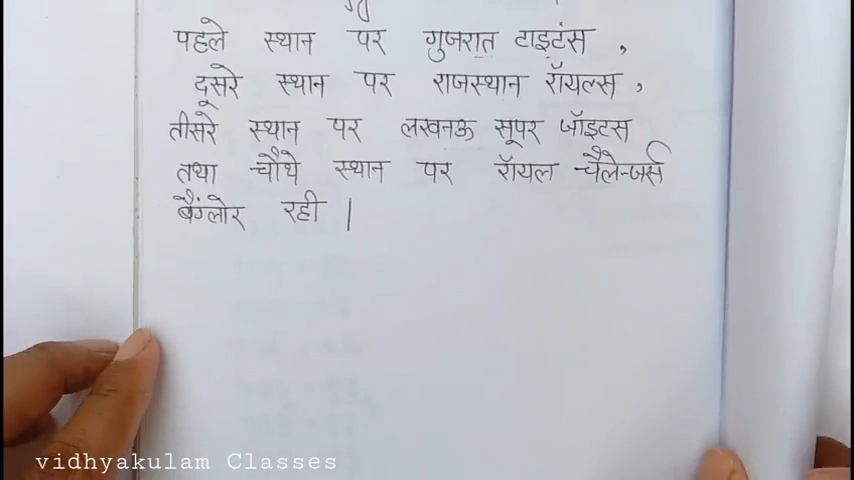 पहले स्थान पर गुजरात टाइटंस ,
दूसरे स्थान पर राजस्थान रॉयल्स ,
तीसरे स्थान पर लखनऊ सूपर जॉइटस
तथा चौथे स्थान पर रॉयल चैलेन्जर्स
बैंग्लोर रही |
vidhyakulam Classes